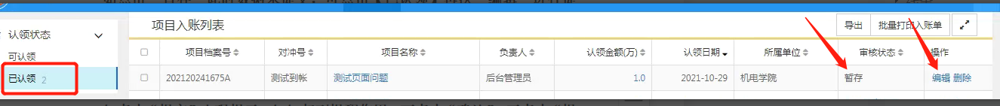 认领状态
可认领
已认领 2
项目入账列表
导出 批量打印入账单
项目档案号 对冲号 项目名称 负责人 认领金额(万) 认领日期 所属单位 审核状态 操作
202120241675A 测试到帐 测试页面问题 后台管理员 1.0 2021-10-29 机电学院 暂存 编辑 删除